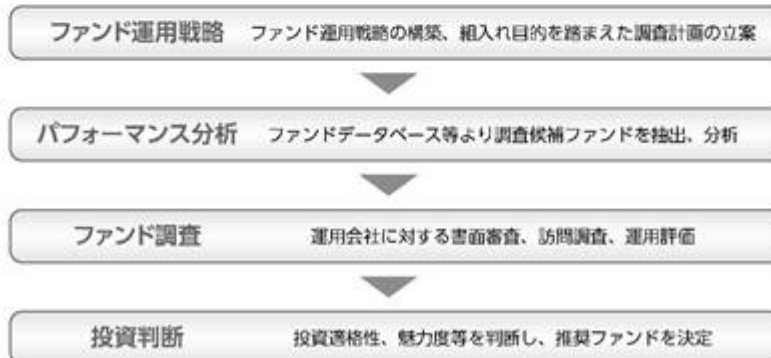 ファンド運用戦略 ファンド運用戦略の構築、組入れ目的を踏まえた調査計画の立案
パフォーマンス分析 ファンドデータベース等より調査候補ファンドを抽出、分析
ファンド調査 運用会社に対する書面審査、訪問調査、運用評価
投資判断 投資適格性、魅力度等を判断し、推奨ファンドを決定